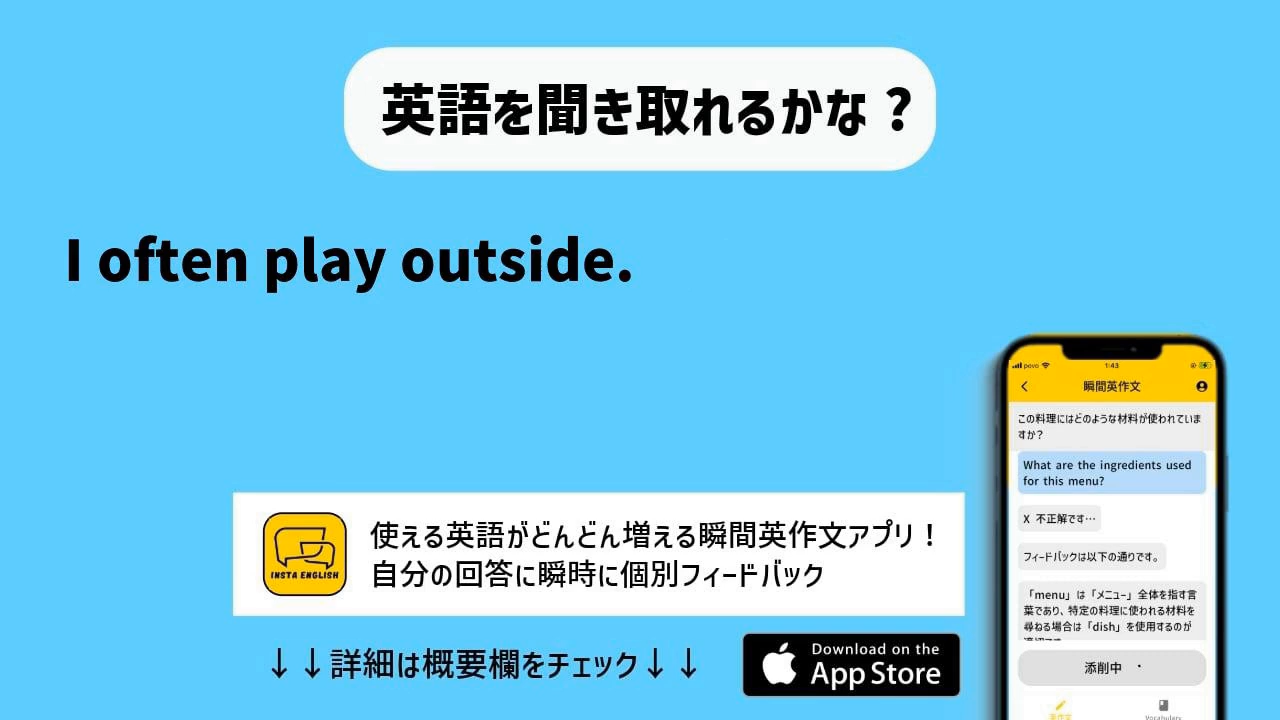 英語を聞き取れるかな？
I often play outside.
使える英語がどんどん増える瞬間英作文アプリ！
自分の回答に瞬時に個別フィードバック
INSTA ENGLISH
↓↓詳細は概要欄をチェック↓↓
Download on the
App Store
povo
1:43
瞬間英作文
この料理にはどのような材料が使われていま
すか？
What are the ingredients used
for this menu?
X 不正解です…
フィードバックは以下の通りです。
「menu」は「メニュー」全体を指す言
葉であり、特定の料理に使われる材料を
尋ねる場合は「dish」を使用するのが
添削中
英作文
Vocabulary